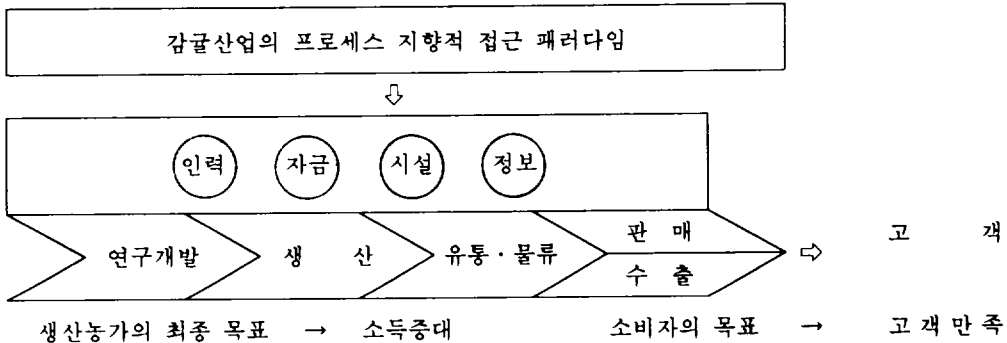 감귤산업의 프로세스 지향적 접근 패러다임
⇩
인력 자금 시설 정보
연구개발 생 산 유통·물류 판 매 ⇨ 고 객
수 출
생산농가의 최종 목표 → 소득증대 소비자의 목표 → 고객만족